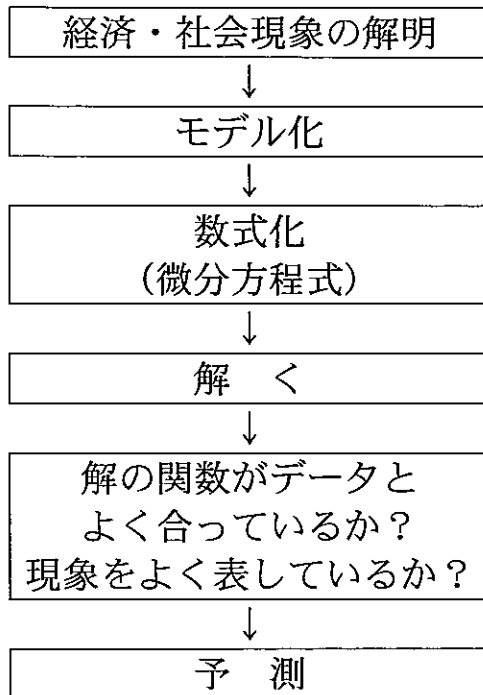 経済・社会現象の解明
↓
モデル化
↓
数式化
(微分方程式)
↓
解 く
↓
解の関数がデータと
よく合っているか？
現象をよく表しているか？
↓
予 測